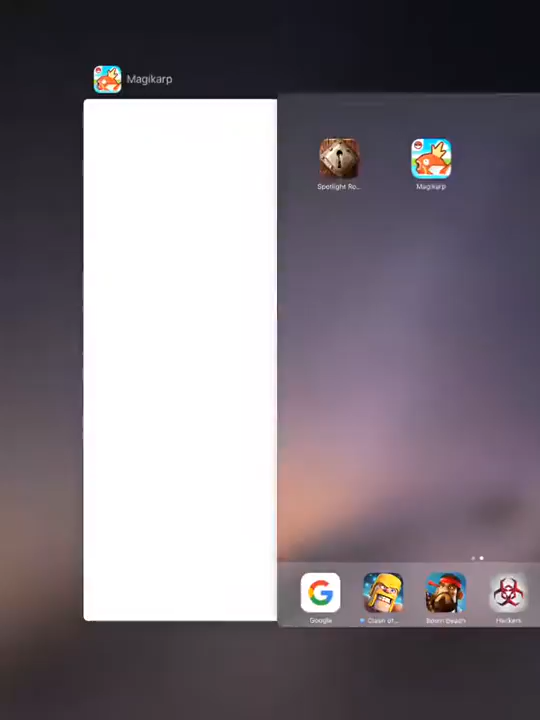 Magikarp
Spotlight Ro...
Magikarp
Google
Clash of...
Boom Beach
Hackers